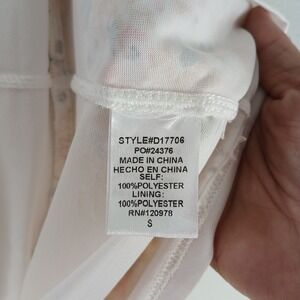 STYLE#D17706
PO#24376
MADE IN CHINA
HECHO EN CHINA
SELF:
100%POLYESTER
LINING:
100%POLYESTER
RN#120978
S